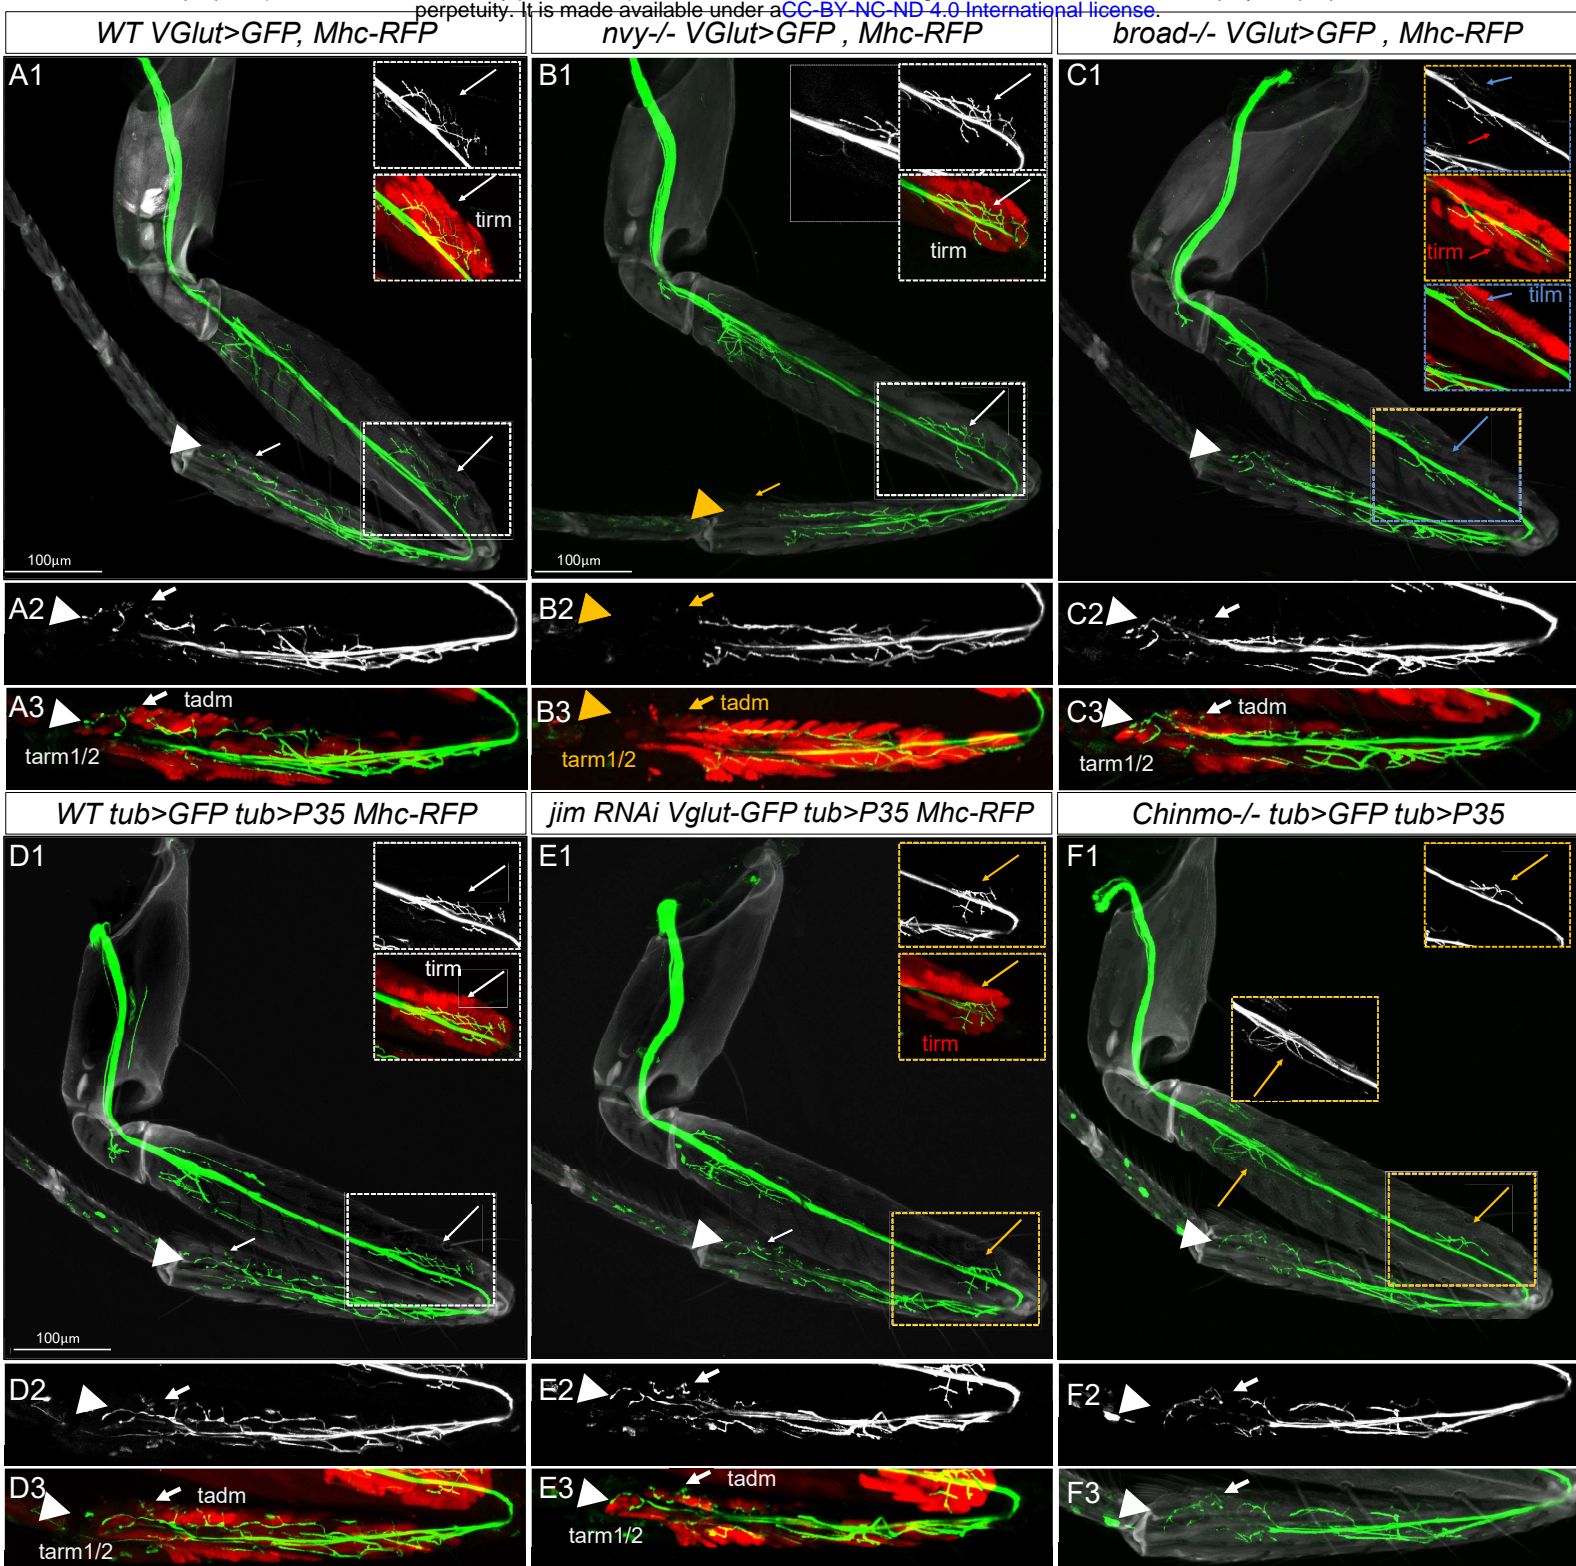 perpetuity. It is made available under aCC-BY-NC-ND 4.0 International license.
WT VGlut>GFP, Mhc-RFP
nvy-/- VGlut>GFP , Mhc-RFP
broad-/- VGlut>GFP , Mhc-RFP
A1
tirm
100µm
B1
tirm
100µm
C1
tirm
tilm
A2
B2
C2
A3
tadm
tarm1/2
B3
tadm
tarm1/2
C3
tadm
tarm1/2
WT tub>GFP tub>P35 Mhc-RFP
jim RNAi Vglut-GFP tub>P35 Mhc-RFP
Chinmo-/- tub>GFP tub>P35
D1
tirm
100µm
E1
tirm
F1
D2
E2
F2
D3
tadm
tarm1/2
E3
tadm
tarm1/2
F3